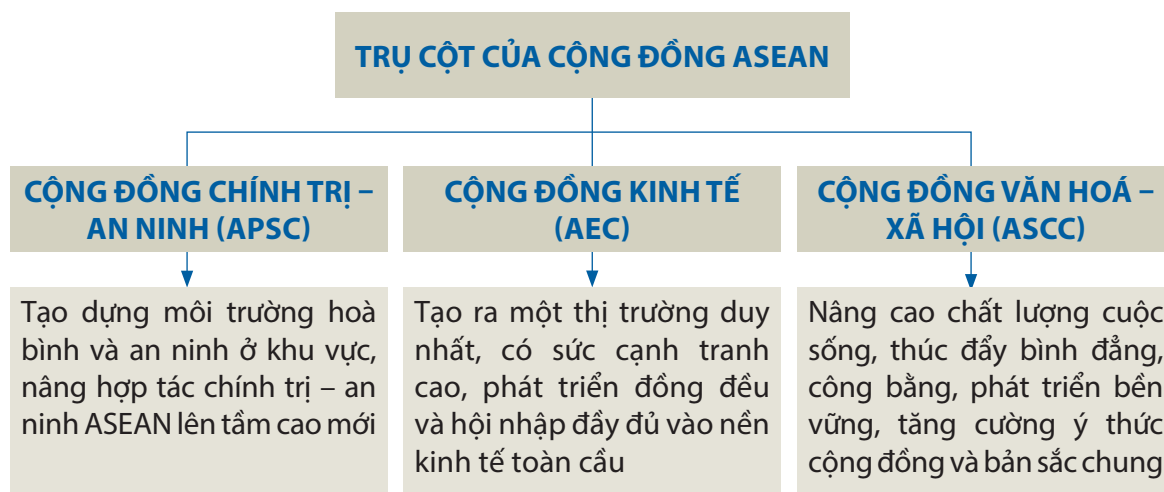 TRỤ CỘT CỦA CỘNG ĐỒNG ASEAN
CỘNG ĐỒNG CHÍNH TRỊ –
AN NINH (APSC)
Tạo dựng môi trường hoà
bình và an ninh ở khu vực,
nâng hợp tác chính trị – an
ninh ASEAN lên tầm cao mới
CỘNG ĐỒNG KINH TẾ
(AEC)
Tạo ra một thị trường duy
nhất, có sức cạnh tranh
cao, phát triển đồng đều
và hội nhập đầy đủ vào nền
kinh tế toàn cầu
CỘNG ĐỒNG VĂN HOÁ –
XÃ HỘI (ASCC)
Nâng cao chất lượng cuộc
sống, thúc đẩy bình đẳng,
công bằng, phát triển bền
vững, tăng cường ý thức
cộng đồng và bản sắc chung